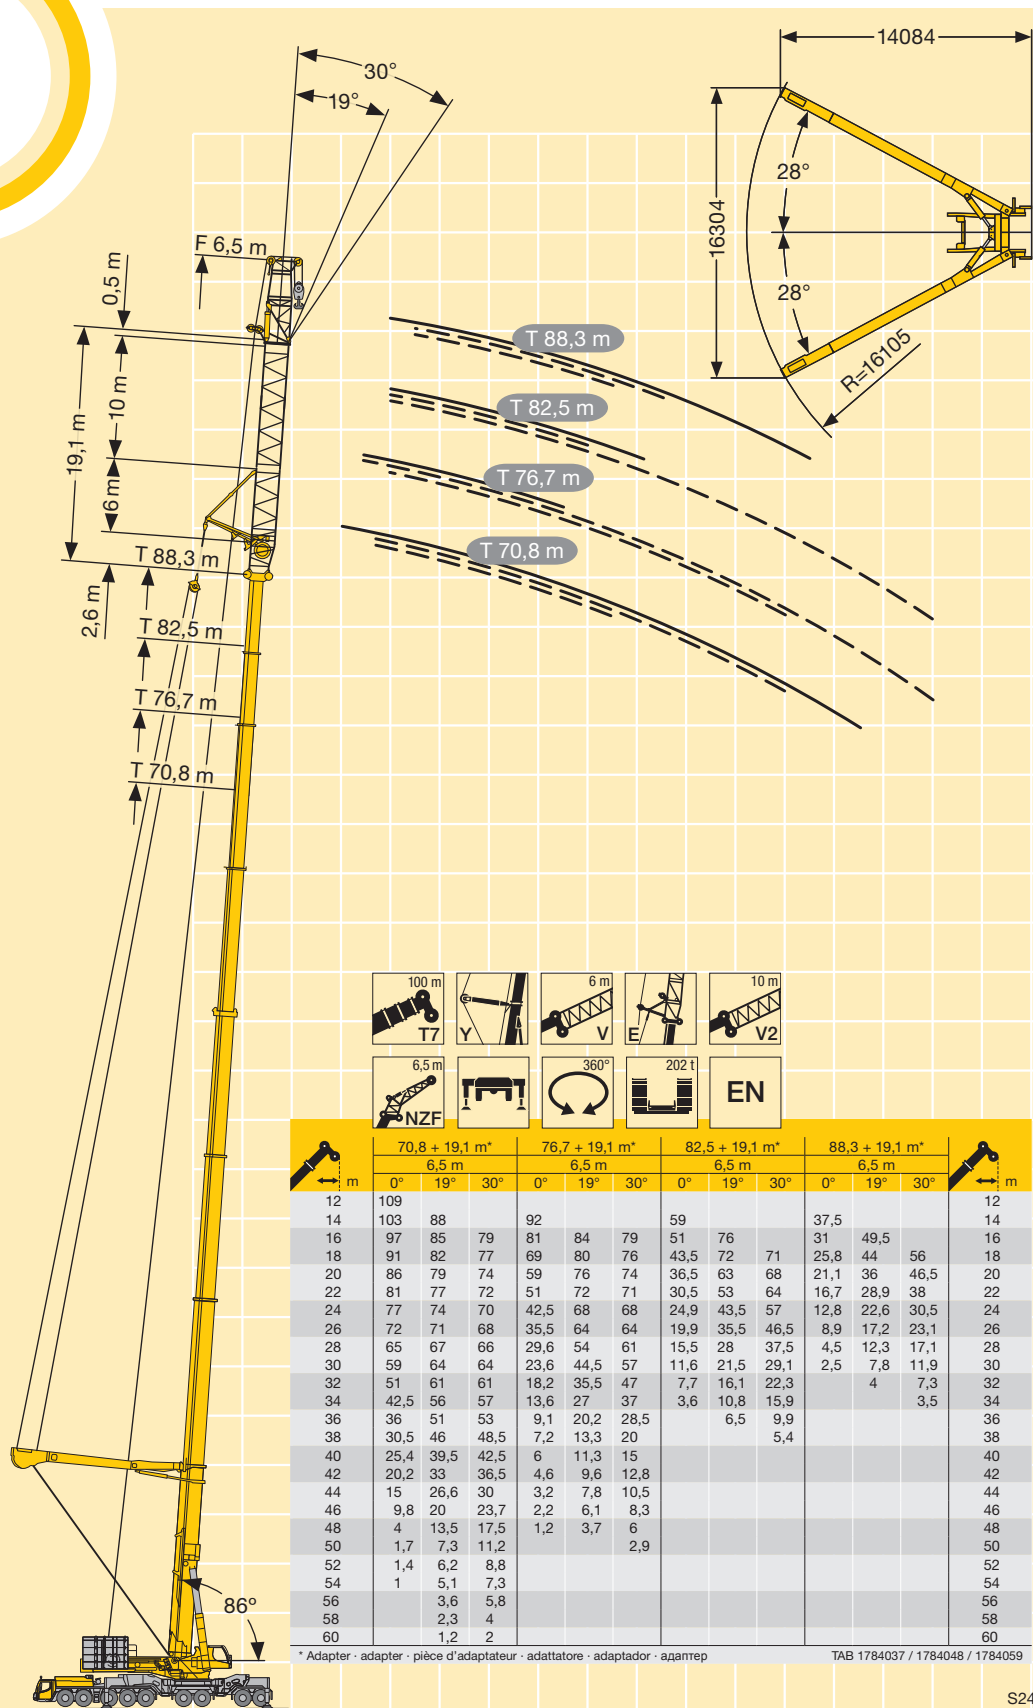 14084
30°
19°
28°
16304
28°
R=16105
F 6,5 m
0,5 m
10 m
19,1 m
6 m
2,6 m
T 88,3 m
T 82,5 m
T 76,7 m
T 70,8 m
T 88,3 m
T 82,5 m
T 76,7 m
T 70,8 m
86°
100 m T7
Y
6 m V
E
10 m V2
6,5 m NZF
360°
202 t
EN
70,8 + 19,1 m* 76,7 + 19,1 m* 82,5 + 19,1 m* 88,3 + 19,1 m*
6,5 m 6,5 m 6,5 m 6,5 m
m 0° 19° 30° 0° 19° 30° 0° 19° 30° 0° 19° 30° m
12 109 12
14 103 88 92 59 37,5 14
16 97 85 79 81 84 79 51 76 31 49,5 16
18 91 82 77 69 80 76 43,5 72 71 25,8 44 56 18
20 86 79 74 59 76 74 36,5 63 68 21,1 36 46,5 20
22 81 77 72 51 72 71 30,5 53 64 16,7 28,9 38 22
24 77 74 70 42,5 68 68 24,9 43,5 57 12,8 22,6 30,5 24
26 72 71 68 35,5 64 64 19,9 35,5 46,5 8,9 17,2 23,1 26
28 65 67 66 29,6 54 61 15,5 28 37,5 4,5 12,3 17,1 28
30 59 64 64 23,6 44,5 57 11,6 21,5 29,1 2,5 7,8 11,9 30
32 51 61 61 18,2 35,5 47 7,7 16,1 22,3 4 7,3 32
34 42,5 56 57 13,6 27 37 3,6 10,8 15,9 3,5 34
36 36 51 53 9,1 20,2 28,5 6,5 9,9 36
38 30,5 46 48,5 7,2 13,3 20 5,4 38
40 25,4 39,5 42,5 6 11,3 15 40
42 20,2 33 36,5 4,6 9,6 12,8 42
44 15 26,6 30 3,2 7,8 10,5 44
46 9,8 20 23,7 2,2 6,1 8,3 46
48 4 13,5 17,5 1,2 3,7 6 48
50 1,7 7,3 11,2 2,9 50
52 1,4 6,2 8,8 52
54 1 5,1 7,3 54
56 3,6 5,8 56
58 2,3 4 58
60 1,2 2 60
* Adapter · adapter · pièce d'adaptateur · adattatore · adaptador · адаптер TAB 1784037 / 1784048 / 1784059
S24